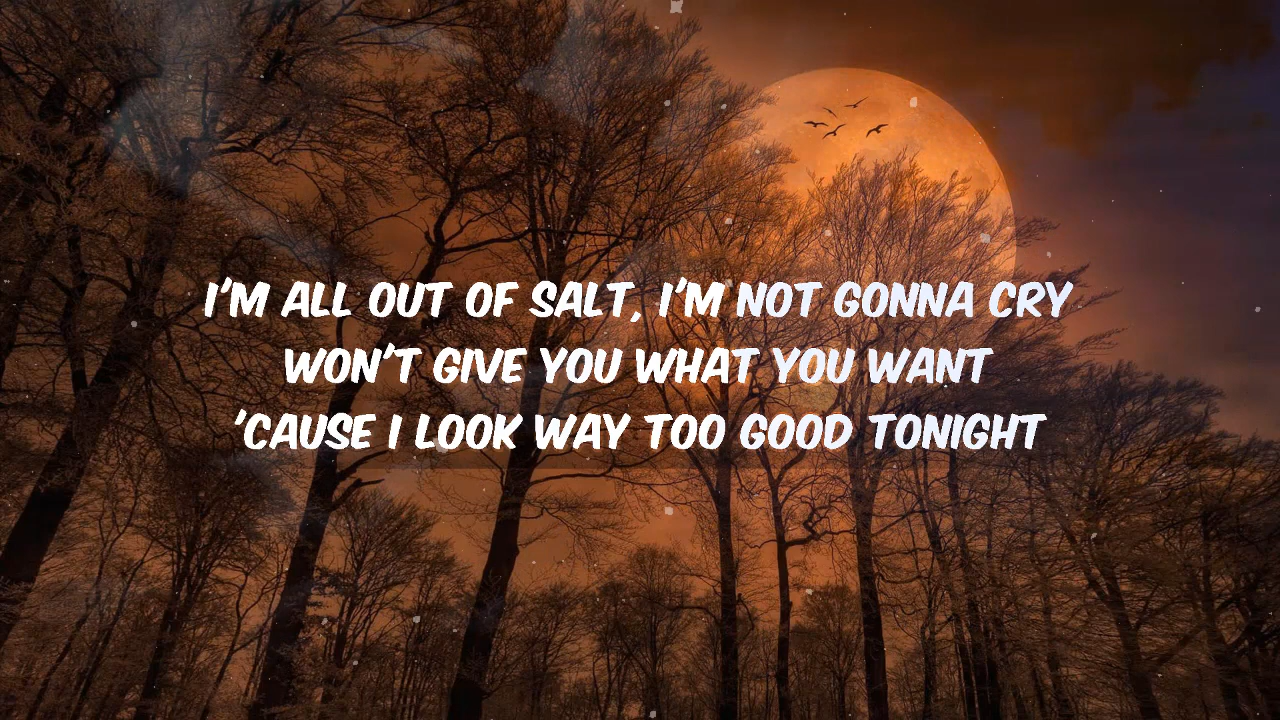 I'M ALL OUT OF SALT, I'M NOT GONNA CRY
WON'T GIVE YOU WHAT YOU WANT
'CAUSE I LOOK WAY TOO GOOD TONIGHT